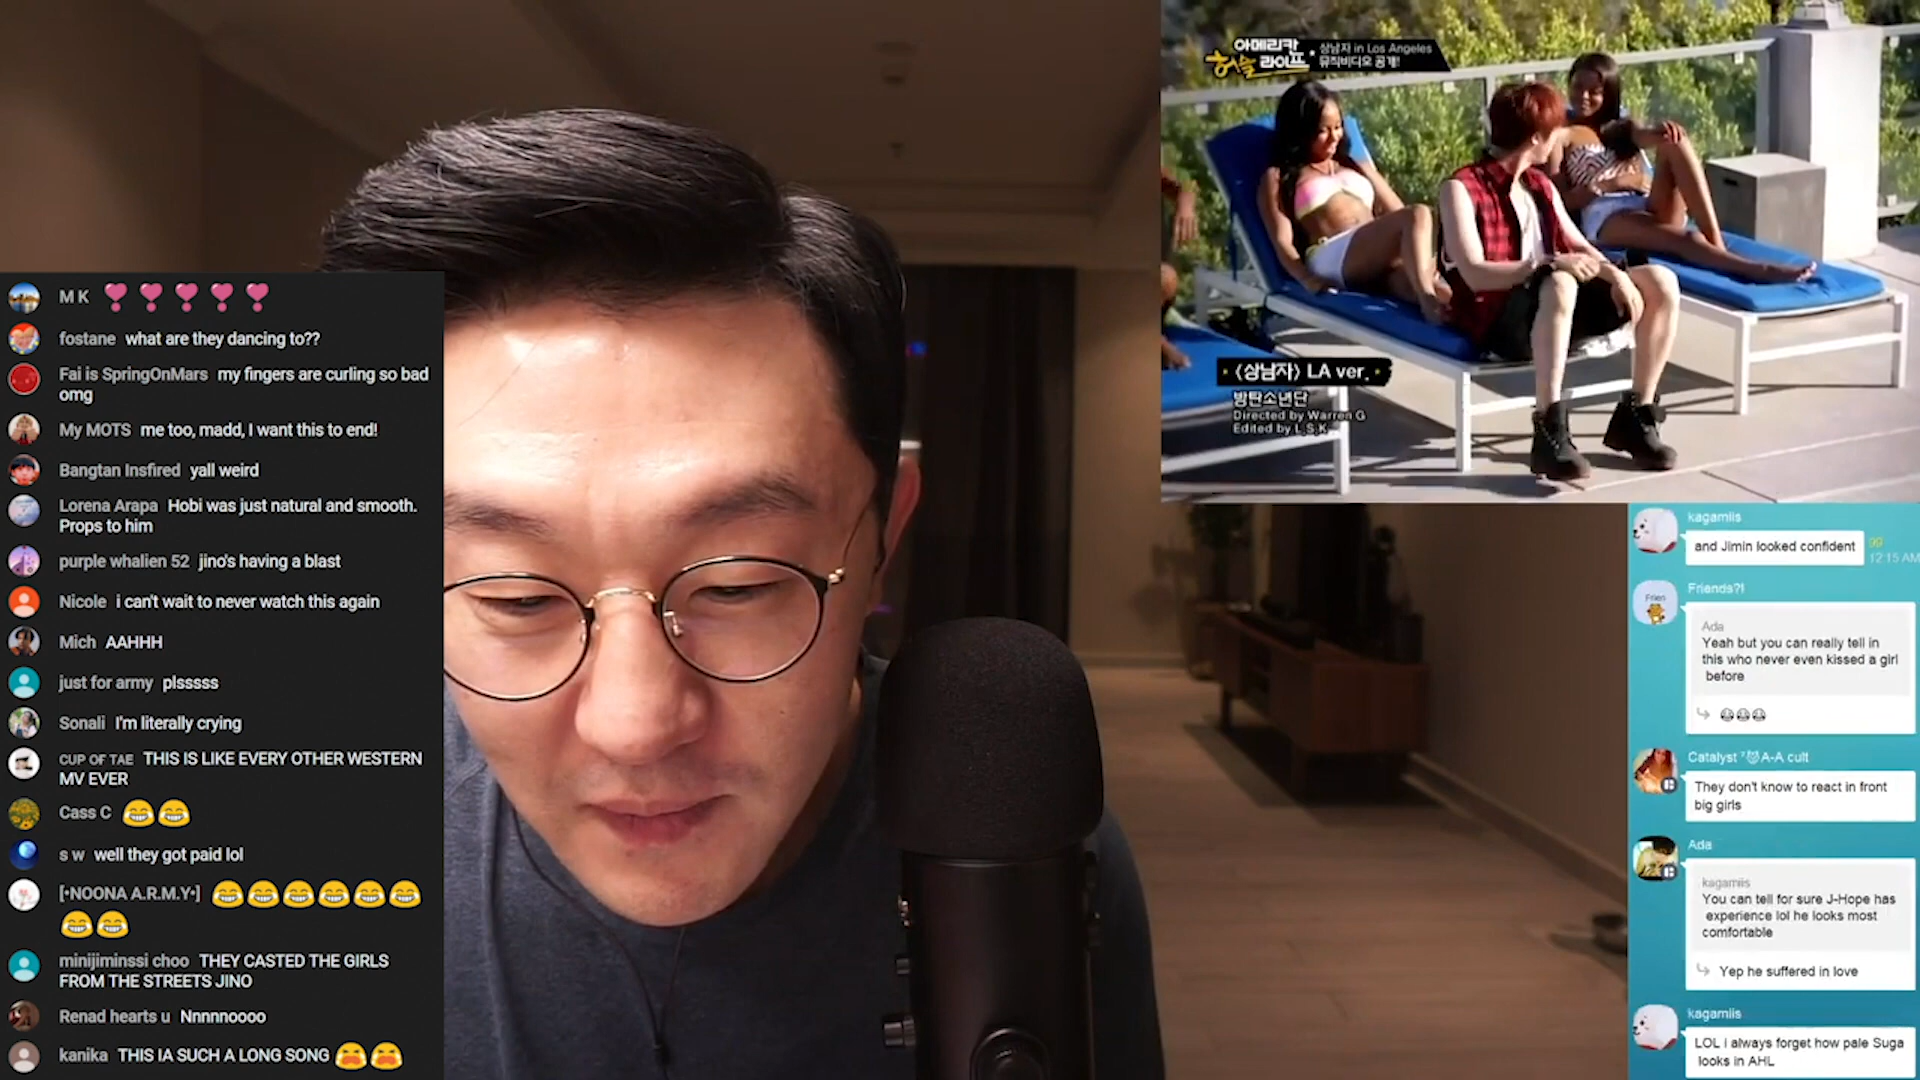 M K
fostane what are they dancing to??
Fai is SpringOnMars my fingers are curling so bad
omg
My MOTS me too, madd, I want this to end!
Bangtan Insfired yall weird
Lorena Arapa Hobi was just natural and smooth.
Props to him
purple whalien 52 jino's having a blast
Nicole i can't wait to never watch this again
Mich AAHHH
just for army plsssss
Sonali I'm literally crying
CUP OF TAE THIS IS LIKE EVERY OTHER WESTERN
MV EVER
Cass C 😂😂
s w well they got paid lol
[•NOONA A.R.M.Y•] 😂😂😂😂😂😂
😂😂
minijiminssi choo THEY CASTED THE GIRLS
FROM THE STREETS JINO
Renad hearts u Nnnnnoooo
kanika THIS IA SUCH A LONG SONG
아메리칸
허슬 라이프
상남자 in Los Angeles
뮤직비디오 공개!
〈상남자〉 LA ver.
방탄소년단
Directed by Warren G
Edited by L.S.K
kagamiis
and Jimin looked confident
99
12:15 AM
Friends?!
Frien
Ada
Yeah but you can really tell in
this who never even kissed a girl
before
Catalyst ⁷ A-A cult
They don't know to react in front
big girls
Ada
kagamiis
You can tell for sure J-Hope has
experience lol he looks most
comfortable
Yep he suffered in love
kagamiis
LOL i always forget how pale Suga
looks in AHL